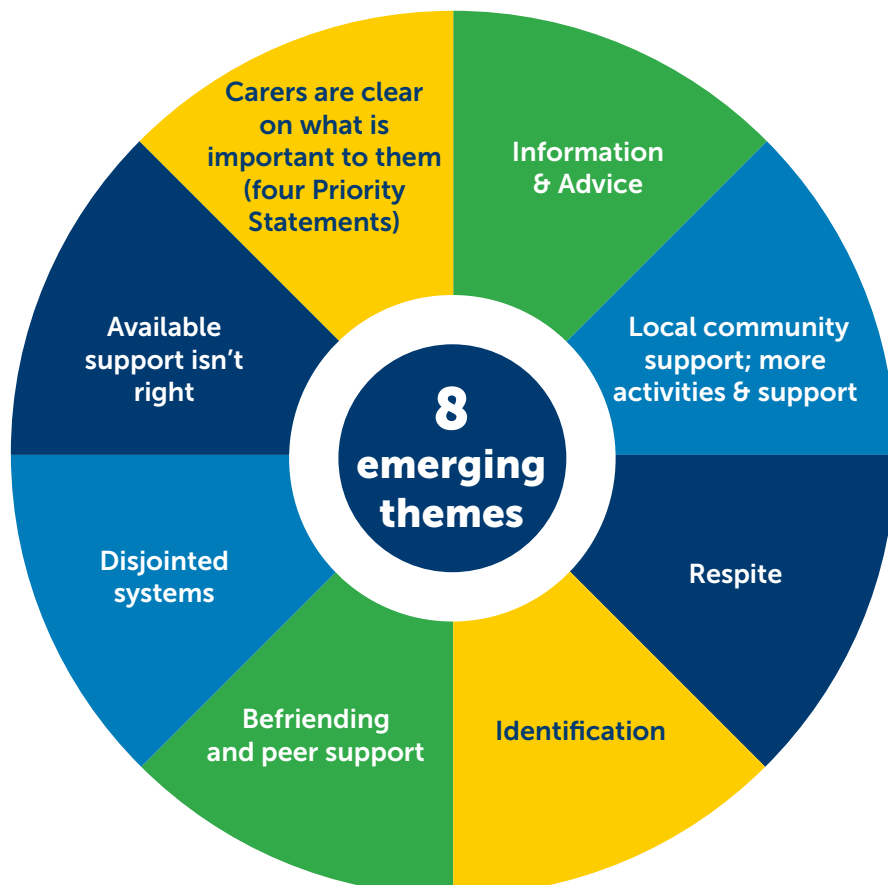 8
emerging
themes
Information
& Advice
Local community
support; more
activities & support
Respite
Identification
Befriending
and peer support
Disjointed
systems
Available
support isn’t
right
Carers are clear
on what is
important to them
(four Priority
Statements)